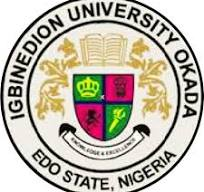 IGBINEDION UNIVERSITY OKADA
KNOWLEDGE & EXCELLENCE
EDO STATE, NIGERIA